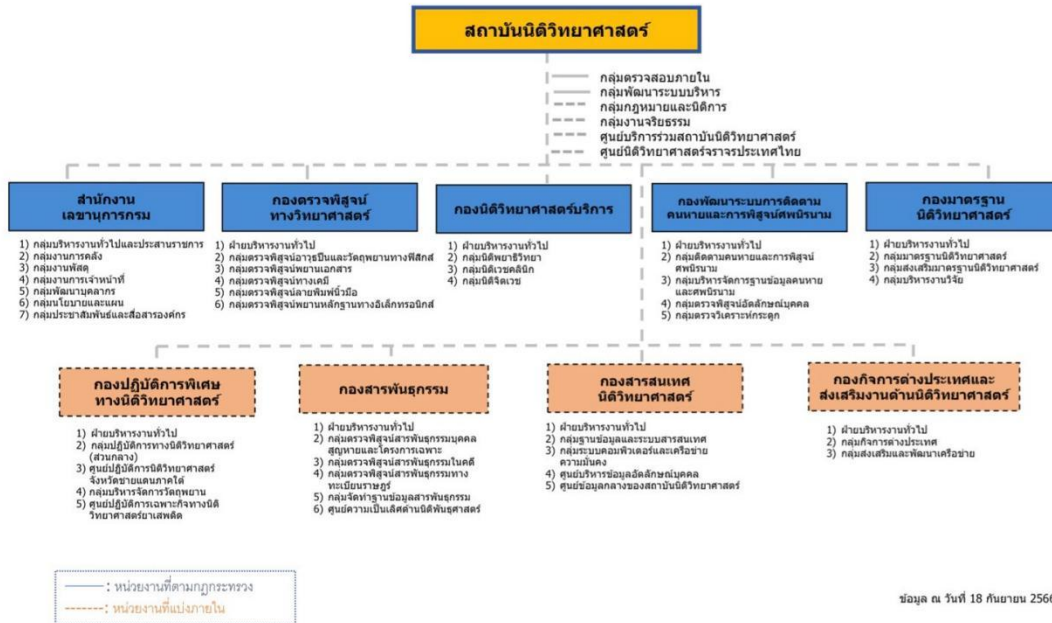 สถาบันนิติวิทยาศาสตร์
กลุ่มตรวจสอบภายใน
กลุ่มพัฒนาระบบบริหาร
กลุ่มกฎหมายและนิติการ
กลุ่มงานจริยธรรม
ศูนย์บริการร่วมสถาบันนิติวิทยาศาสตร์
ศูนย์นิติวิทยาศาสตร์จราจรประเทศไทย
สำนักงาน
เลขานุการกรม
1) กลุ่มบริหารงานทั่วไปและประสานราชการ
2) กลุ่มงานการคลัง
3) กลุ่มงานพัสดุ
4) กลุ่มงานการเจ้าหน้าที่
5) กลุ่มพัฒนาบุคลากร
6) กลุ่มนโยบายและแผน
7) กลุ่มประชาสัมพันธ์และสื่อสารองค์กร
กองตรวจพิสูจน์
ทางวิทยาศาสตร์
1) ฝ่ายบริหารงานทั่วไป
2) กลุ่มตรวจพิสูจน์อาวุธปืนและวัตถุพยานทางฟิสิกส์
3) กลุ่มตรวจพิสูจน์พยานเอกสาร
4) กลุ่มตรวจพิสูจน์ทางเคมี
5) กลุ่มตรวจพิสูจน์ลายพิมพ์นิ้วมือ
6) กลุ่มตรวจพิสูจน์พยานหลักฐานทางอิเล็กทรอนิกส์
กองนิติวิทยาศาสตร์บริการ
1) ฝ่ายบริหารงานทั่วไป
2) กลุ่มนิติพยาธิวิทยา
3) กลุ่มนิติเวชคลินิก
4) กลุ่มนิติจิตเวช
กองพัฒนาระบบการติดตาม
คนหายและการพิสูจน์ศพนิรนาม
1) ฝ่ายบริหารงานทั่วไป
2) กลุ่มติดตามคนหายและการพิสูจน์
ศพนิรนาม
3) กลุ่มบริหารจัดการฐานข้อมูลคนหาย
และศพนิรนาม
4) กลุ่มตรวจพิสูจน์อัตลักษณ์บุคคล
5) กลุ่มตรวจวิเคราะห์กระดูก
กองมาตรฐาน
นิติวิทยาศาสตร์
1) ฝ่ายบริหารงานทั่วไป
2) กลุ่มมาตรฐานนิติวิทยาศาสตร์
3) กลุ่มส่งเสริมมาตรฐานนิติวิทยาศาสตร์
4) กลุ่มบริหารงานวิจัย
กองปฏิบัติการพิเศษ
ทางนิติวิทยาศาสตร์
1) ฝ่ายบริหารงานทั่วไป
2) กลุ่มปฏิบัติการทางนิติวิทยาศาสตร์
(ส่วนกลาง)
3) ศูนย์ปฏิบัติการนิติวิทยาศาสตร์
จังหวัดชายแดนภาคใต้
4) กลุ่มบริหารจัดการวัตถุพยาน
5) ศูนย์ปฏิบัติการเฉพาะกิจทางนิติ
วิทยาศาสตร์ยาเสพติด
กองสารพันธุกรรม
1) ฝ่ายบริหารงานทั่วไป
2) กลุ่มตรวจพิสูจน์สารพันธุกรรมบุคคล
สูญหายและโครงการเฉพาะ
3) กลุ่มตรวจพิสูจน์สารพันธุกรรมในคดี
4) กลุ่มตรวจพิสูจน์สารพันธุกรรมทาง
ทะเบียนราษฎร์
5) กลุ่มจัดทำฐานข้อมูลสารพันธุกรรม
6) ศูนย์ความเป็นเลิศด้านนิติพันธุศาสตร์
กองสารสนเทศ
นิติวิทยาศาสตร์
1) ฝ่ายบริหารงานทั่วไป
2) กลุ่มฐานข้อมูลและระบบสารสนเทศ
3) กลุ่มระบบคอมพิวเตอร์และเครือข่าย
ความมั่นคง
4) ศูนย์บริหารข้อมูลอัตลักษณ์บุคคล
5) ศูนย์ข้อมูลกลางของสถาบันนิติวิทยาศาสตร์
กองกิจการต่างประเทศและ
ส่งเสริมงานด้านนิติวิทยาศาสตร์
1) ฝ่ายบริหารงานทั่วไป
2) กลุ่มกิจการต่างประเทศ
3) กลุ่มส่งเสริมและพัฒนาเครือข่าย
: หน่วยงานที่ตามกฎกระทรวง
: หน่วยงานที่แบ่งภายใน
ข้อมูล ณ วันที่ 18 กันยายน 2566